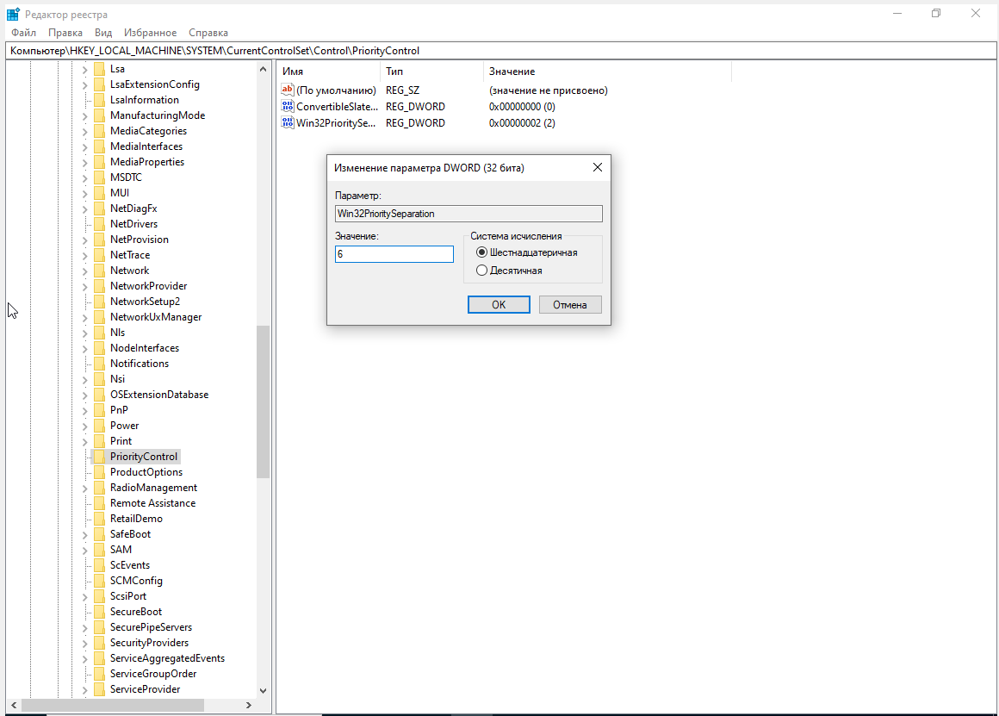 Редактор реестра
Файл Правка Вид Избранное Справка
Компьютер\HKEY_LOCAL_MACHINE\SYSTEM\CurrentControlSet\Control\PriorityControl
Lsa
LsaExtensionConfig
LsaInformation
ManufacturingMode
MediaCategories
MediaInterfaces
MediaProperties
MSDTC
MUI
NetDiagFx
NetDrivers
NetProvision
NetTrace
Network
NetworkProvider
NetworkSetup2
NetworkUxManager
Nls
NodeInterfaces
Notifications
Nsi
OSExtensionDatabase
PnP
Power
Print
PriorityControl
ProductOptions
RadioManagement
Remote Assistance
RetailDemo
SafeBoot
SAM
ScEvents
SCMConfig
ScsiPort
SecureBoot
SecurePipeServers
SecurityProviders
ServiceAggregatedEvents
ServiceGroupOrder
ServiceProvider
Имя Тип Значение
(По умолчанию) REG_SZ (значение не присвоено)
ConvertibleSlate... REG_DWORD 0x00000000 (0)
Win32PrioritySe... REG_DWORD 0x00000002 (2)
Изменение параметра DWORD (32 бита)
Параметр:
Win32PrioritySeparation
Значение:
6
Система исчисления
Шестнадцатеричная
Десятичная
OK Отмена